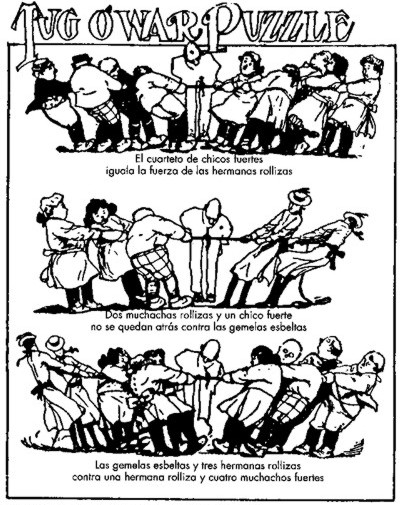 TUG O'WAR PUZZLE
El cuarteto de chicos fuertes
iguala la fuerza de las hermanas rollizas
Dos muchachas rollizas y un chico fuerte
no se quedan atrás contra las gemelas esbeltas
Las gemelas esbeltas y tres hermanas rollizas
contra una hermana rolliza y cuatro muchachos fuertes